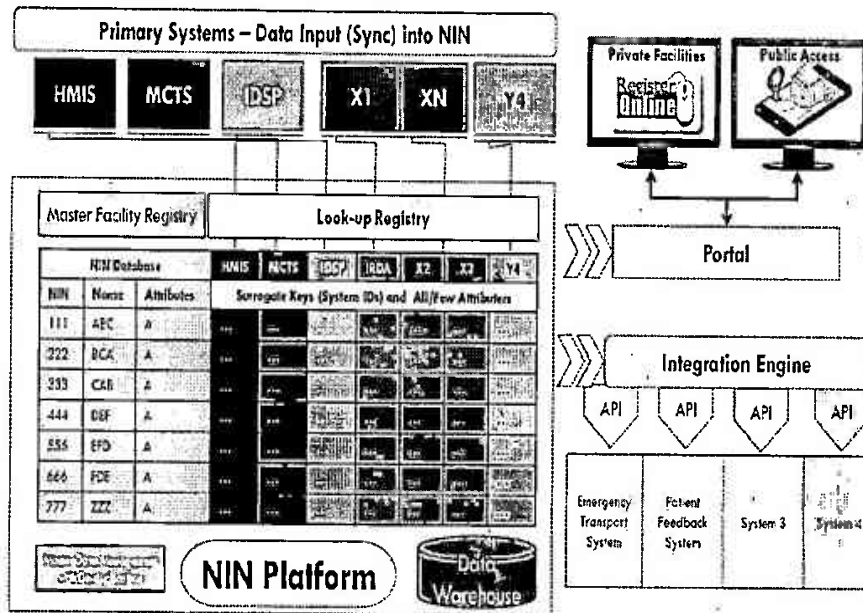 Primary Systems – Data Input (Sync) into NIN
HMIS
MCTS
IDSP
X1
XN
Y4
Private Facilities
Register
Online
Public Access
Master Facility Registry
Look-up Registry
Portal
NIN Database
HMIS
MCTS
IDSP
IRDA
X2
X3
Y4
NIN
Name
Attributes
Surrogate Keys (System IDs) and All/Few Attributes
111
ABC
A
222
BCA
A
333
CAB
A
444
DEF
A
555
EFD
A
666
FDE
A
777
ZZZ
A
Integration Engine
API
API
API
API
Emergency
Transport
System
Patient
Feedback
System
System 3
System 4
NIN Platform
Data
Warehouse